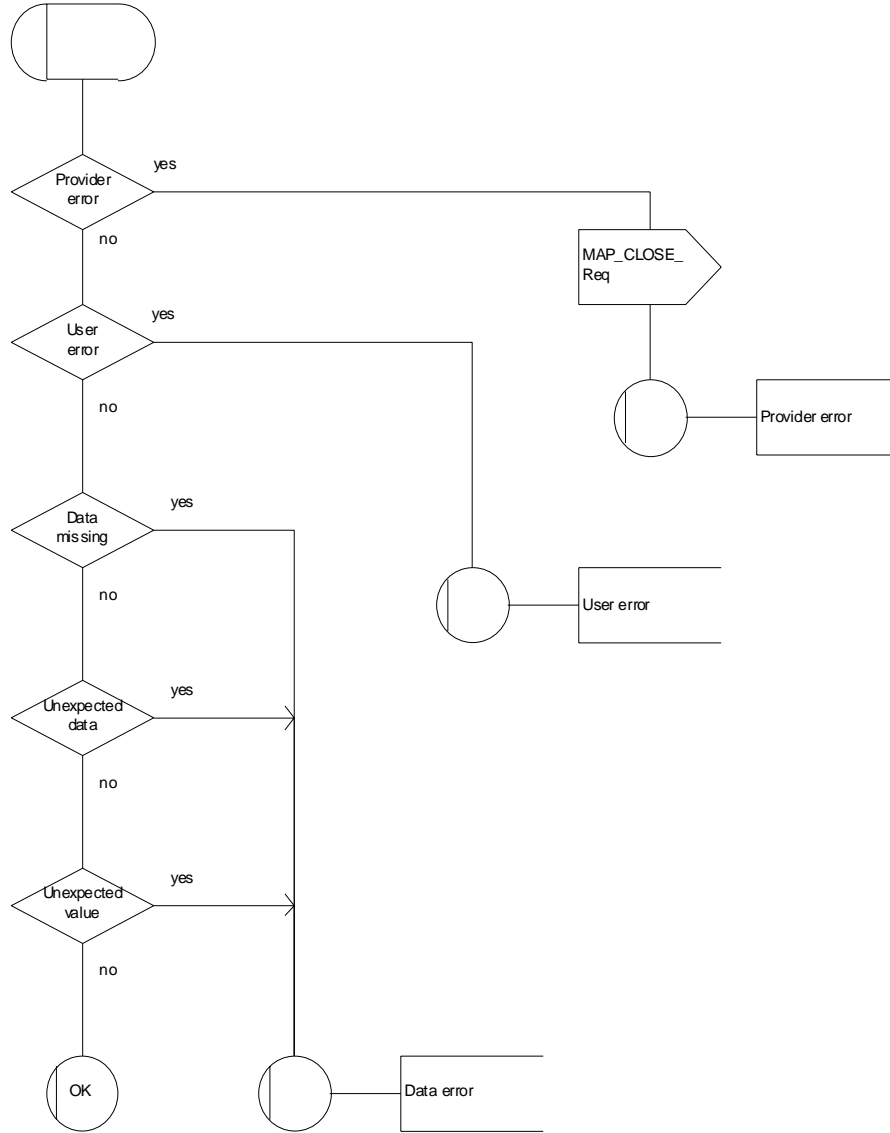 yes
Provider
error
no
MAP_CLOSE_
Req
yes
User
error
no
Provider error
yes
Data
missing
no
User error
yes
Unexpected
data
no
yes
Unexpected
value
no
OK
Data error